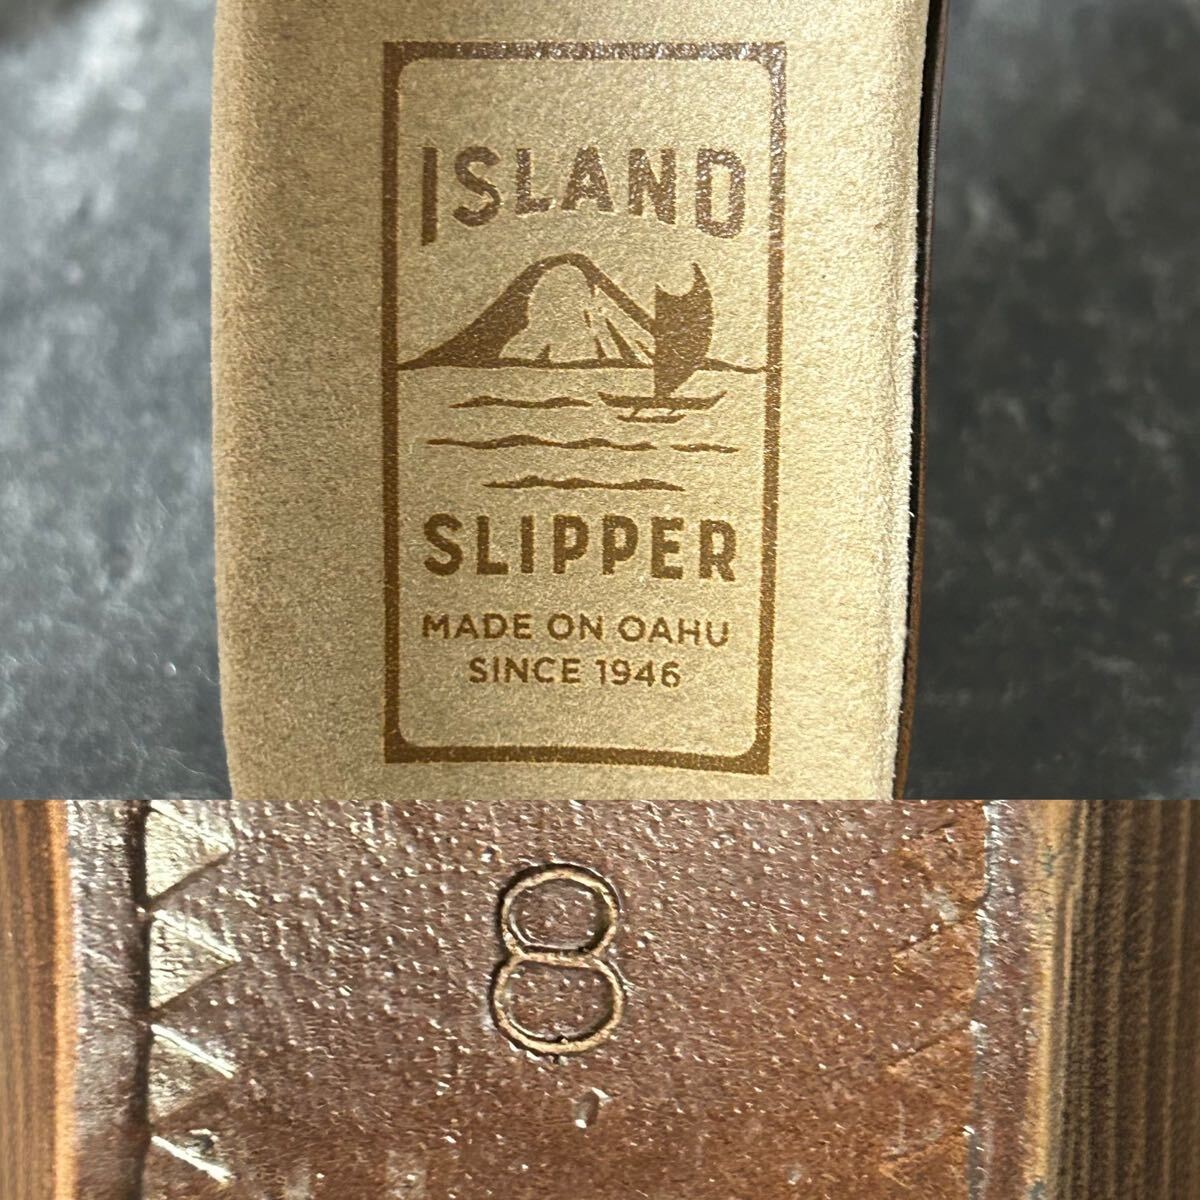 ISLAND
SLIPPER
MADE ON OAHU
SINCE 1946
8